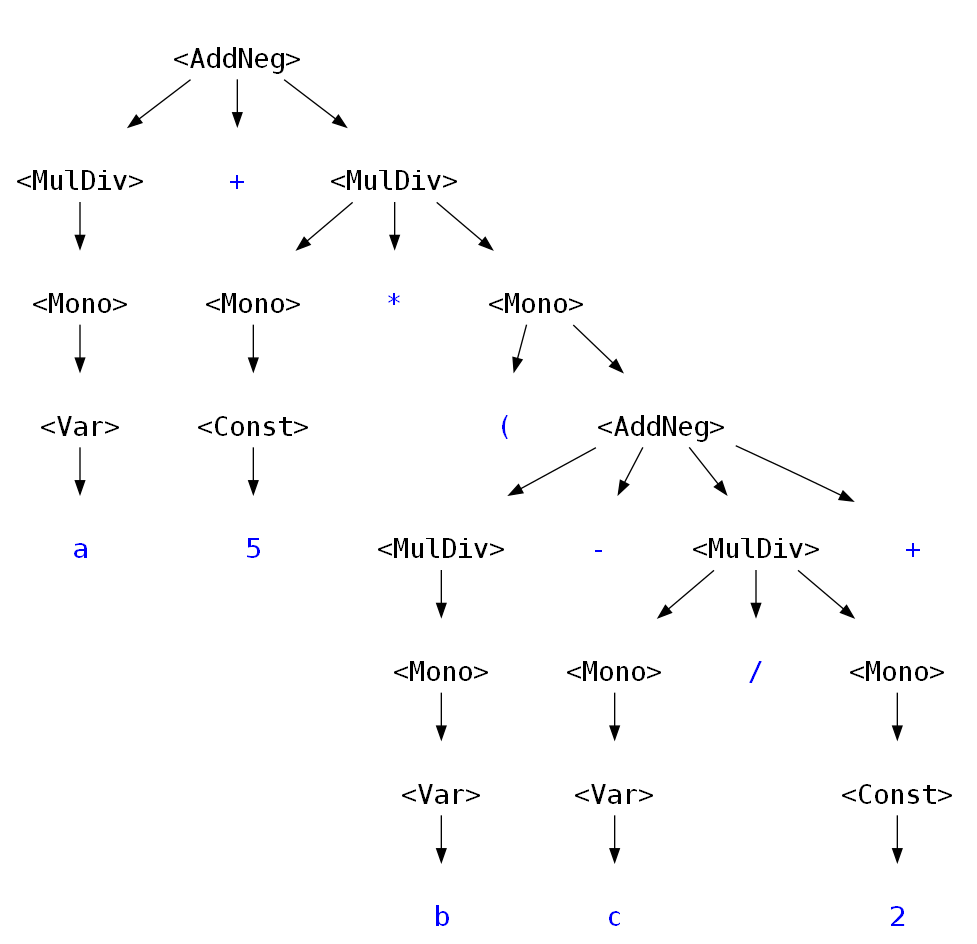 <AddNeg>
<MulDiv> + <MulDiv>
<Mono> <Mono> * <Mono>
<Var> <Const> ( <AddNeg>
a 5 <MulDiv> - <MulDiv> +
<Mono> <Mono> / <Mono>
<Var> <Var> <Const>
b c 2